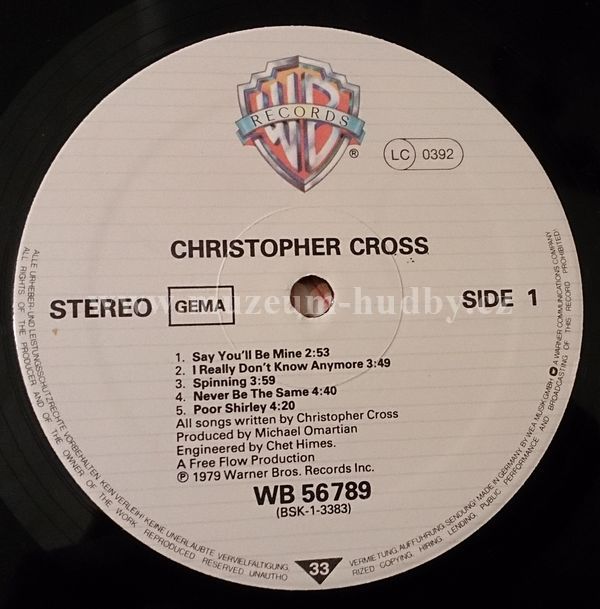 WB
RECORDS
®
LC 0392
CHRISTOPHER CROSS
STEREO GEMA SIDE 1
1. Say You'll Be Mine 2:53
2. I Really Don't Know Anymore 3:49
3. Spinning 3:59
4. Never Be The Same 4:40
5. Poor Shirley 4:20
All songs written by Christopher Cross
Produced by Michael Omartian
Engineered by Chet Himes.
A Free Flow Production
℗ 1979 Warner Bros. Records Inc.
WB 56789
(BSK-1-3383)
33
ALLE URHEBER UND LEISTUNGSSCHUTZRECHTE VORBEHALTEN. KEIN VERLEIH! KEINE UNERLAUBTE VERVIELFÄLTIGUNG, VERMIETUNG, AUFFÜHRUNG, SENDUNG! MADE IN GERMANY BY WEA MUSIK GMBH A WARNER COMMUNICATIONS COMPANY
ALL RIGHTS OF THE PRODUCER AND OF THE OWNER OF THE WORK REPRODUCED RESERVED. UNAUTHO RIZED COPYING, HIRING, LENDING, PUBLIC PERFORMANCE AND BROADCASTING OF THIS RECORD PROHIBITED!
muzeum-hudby.cz